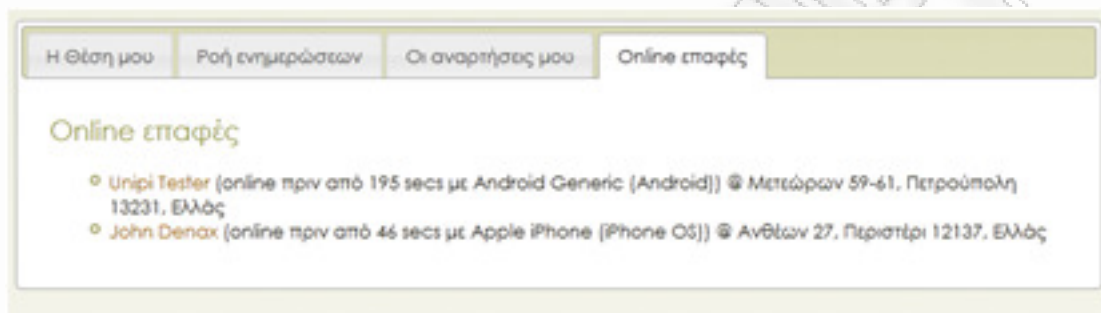 Η Θέση μου
Ροή ενημερώσεων
Οι αναρτήσεις μου
Online επαφές
Online επαφές
Unipi Tester (online πριν από 195 secs με Android Generic (Android)) @ Μετεώρων 59-61, Πετρούπολη
13231, Ελλάς
John Denax (online πριν από 46 secs με Apple iPhone (iPhone OS)) @ Ανθέων 27, Περιστέρι 12137, Ελλάς